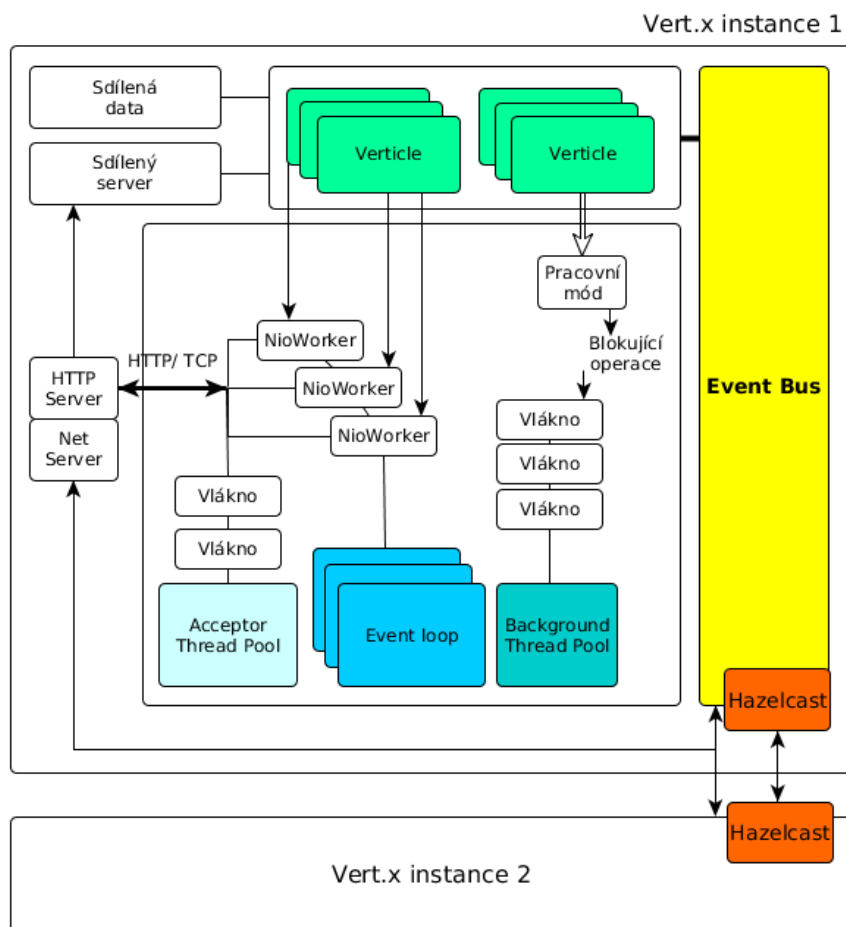 Vert.x instance 1
Sdílená
data
Sdílený
server
Verticle
Verticle
Pracovní
mód
Blokující
operace
NioWorker
NioWorker
NioWorker
HTTP/ TCP
HTTP
Server
Net
Server
Vlákno
Vlákno
Vlákno
Vlákno
Vlákno
Acceptor
Thread Pool
Event loop
Background
Thread Pool
Event Bus
Hazelcast
Hazelcast
Vert.x instance 2